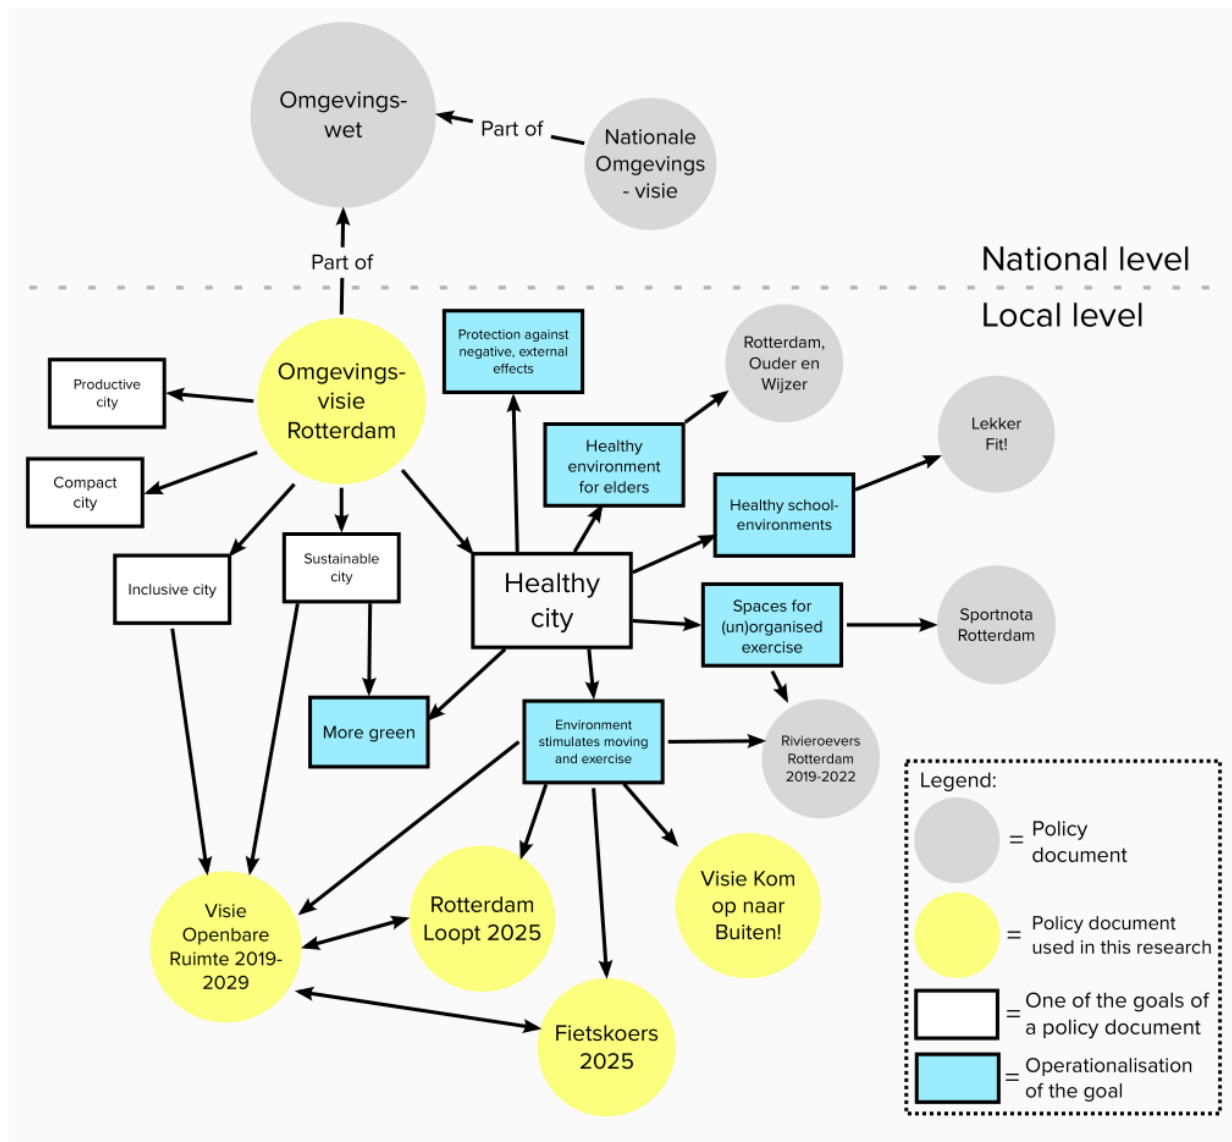 Omgevings-
wet
Part of
Nationale
Omgevings
- visie
Part of
National level
Local level
Omgevings-
visie
Rotterdam
Productive
city
Compact
city
Inclusive city
Sustainable
city
Protection against
negative, external
effects
Healthy
environment
for elders
Rotterdam,
Ouder en
Wijzer
Healthy school-
environments
Lekker
Fit!
Healthy
city
Spaces for
(un)organised
exercise
Sportnota
Rotterdam
More green
Environment
stimulates moving
and exercise
Rivieroevers
Rotterdam
2019-2022
Visie
Openbare
Ruimte 2019-
2029
Rotterdam
Loopt 2025
Visie Kom
op naar
Buiten!
Fietskoers
2025
Legend:
= Policy
document
= Policy document
used in this research
= One of the goals of
a policy document
= Operationalisation
of the goal